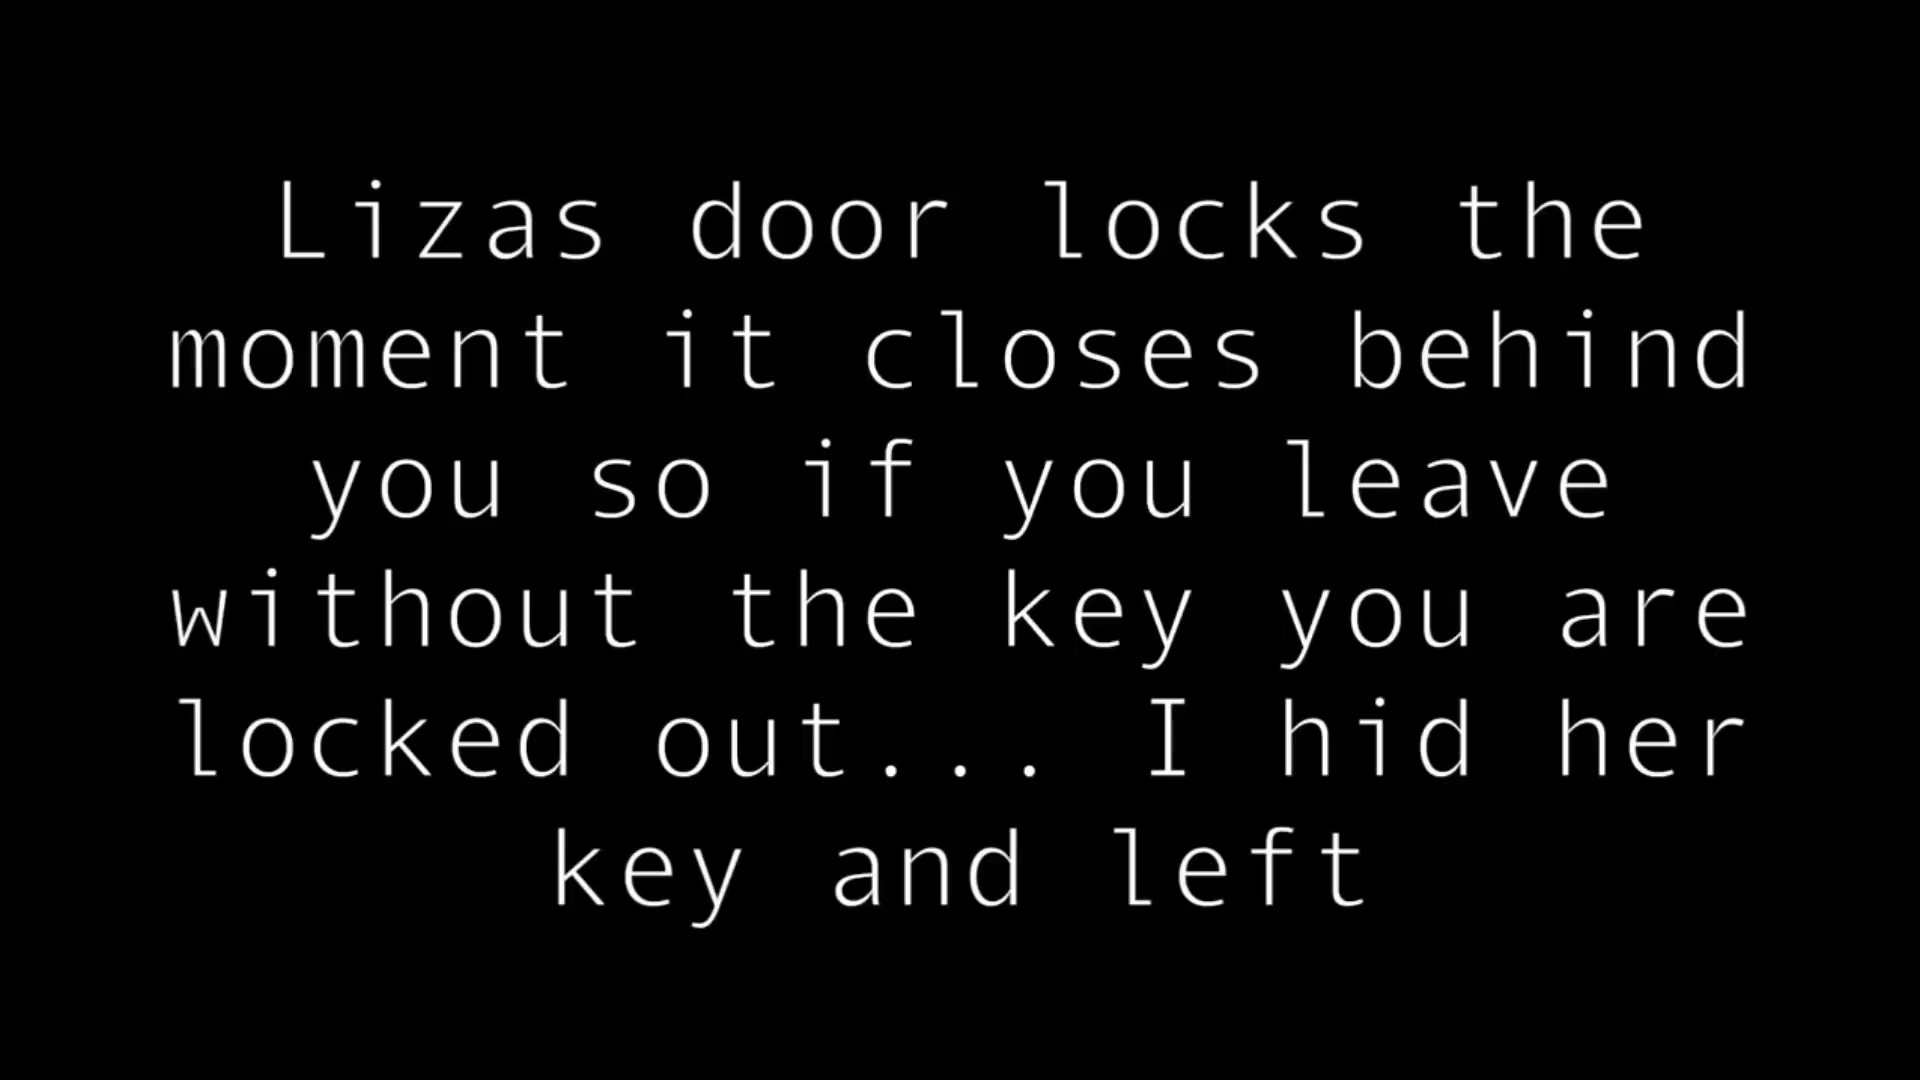 Lizas door locks the
moment it closes behind
you so if you leave
without the key you are
locked out... I hid her
key and left